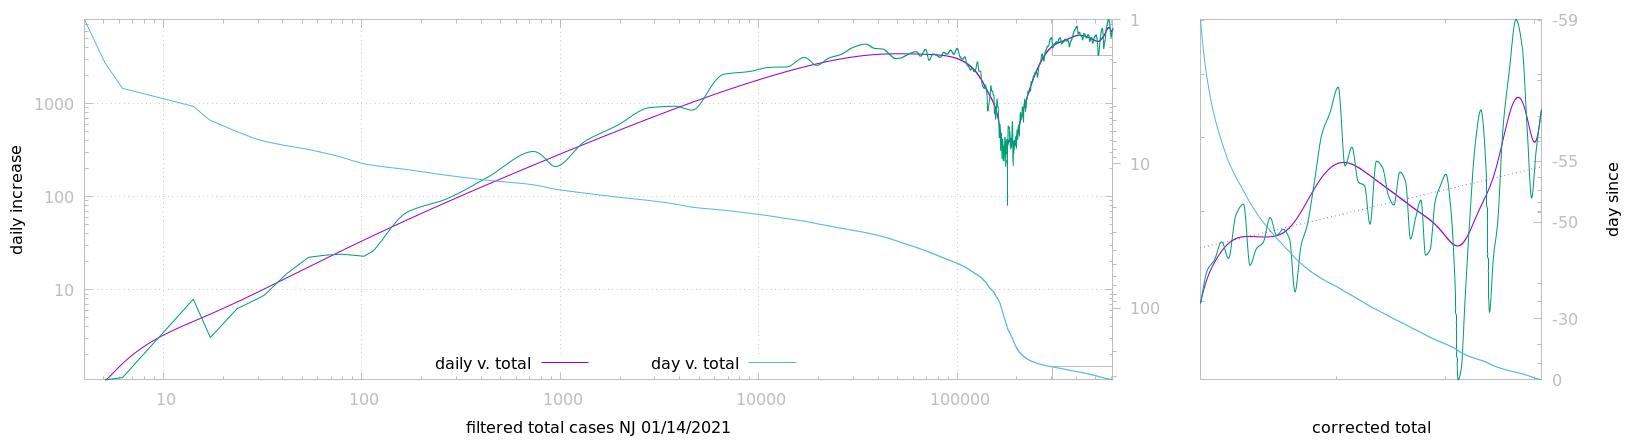 daily increase
1000
100
10
10
100
1000
10000
100000
1
10
100
daily v. total
day v. total
filtered total cases NJ 01/14/2021
-59
-55
-50
-30
0
day since
corrected total